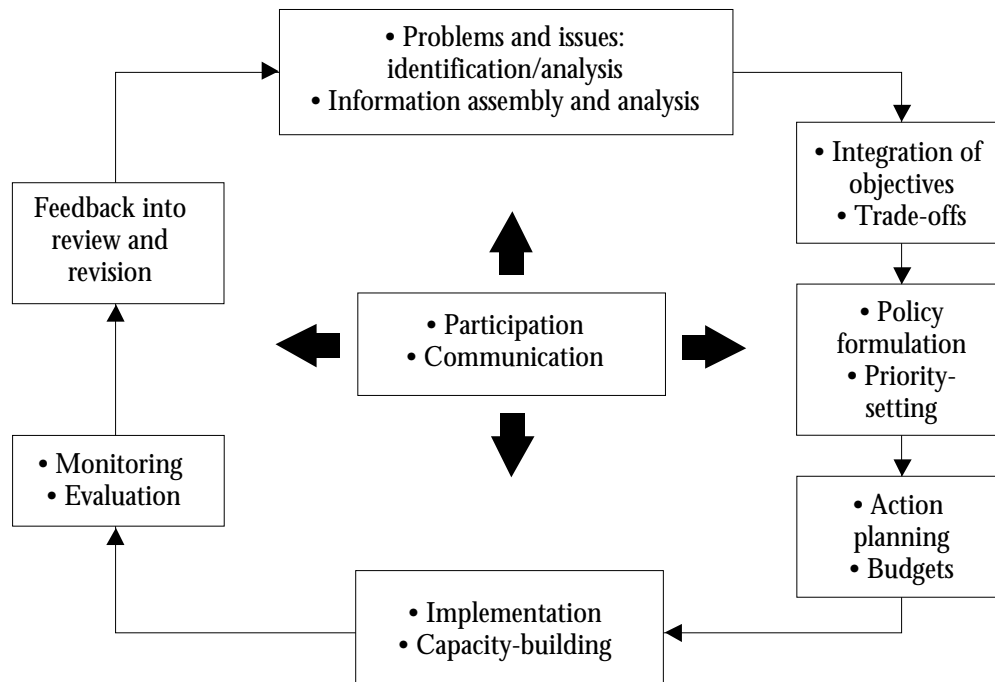 • Problems and issues:
identification/analysis
• Information assembly and analysis
• Integration of
objectives
• Trade-offs
• Policy
formulation
• Priority-
setting
• Action
planning
• Budgets
• Implementation
• Capacity-building
• Monitoring
• Evaluation
Feedback into
review and
revision
• Participation
• Communication